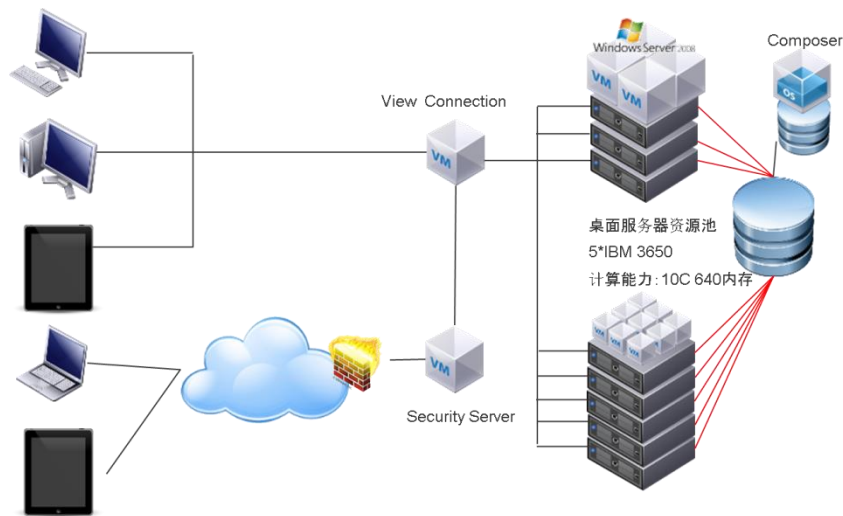 Windows Server 2008
Composer
OS
VM
VM
View Connection
VM
桌面服务器资源池
5*IBM 3650
计算能力：10C 640内存
VM
VM
VM
VM
Security Server